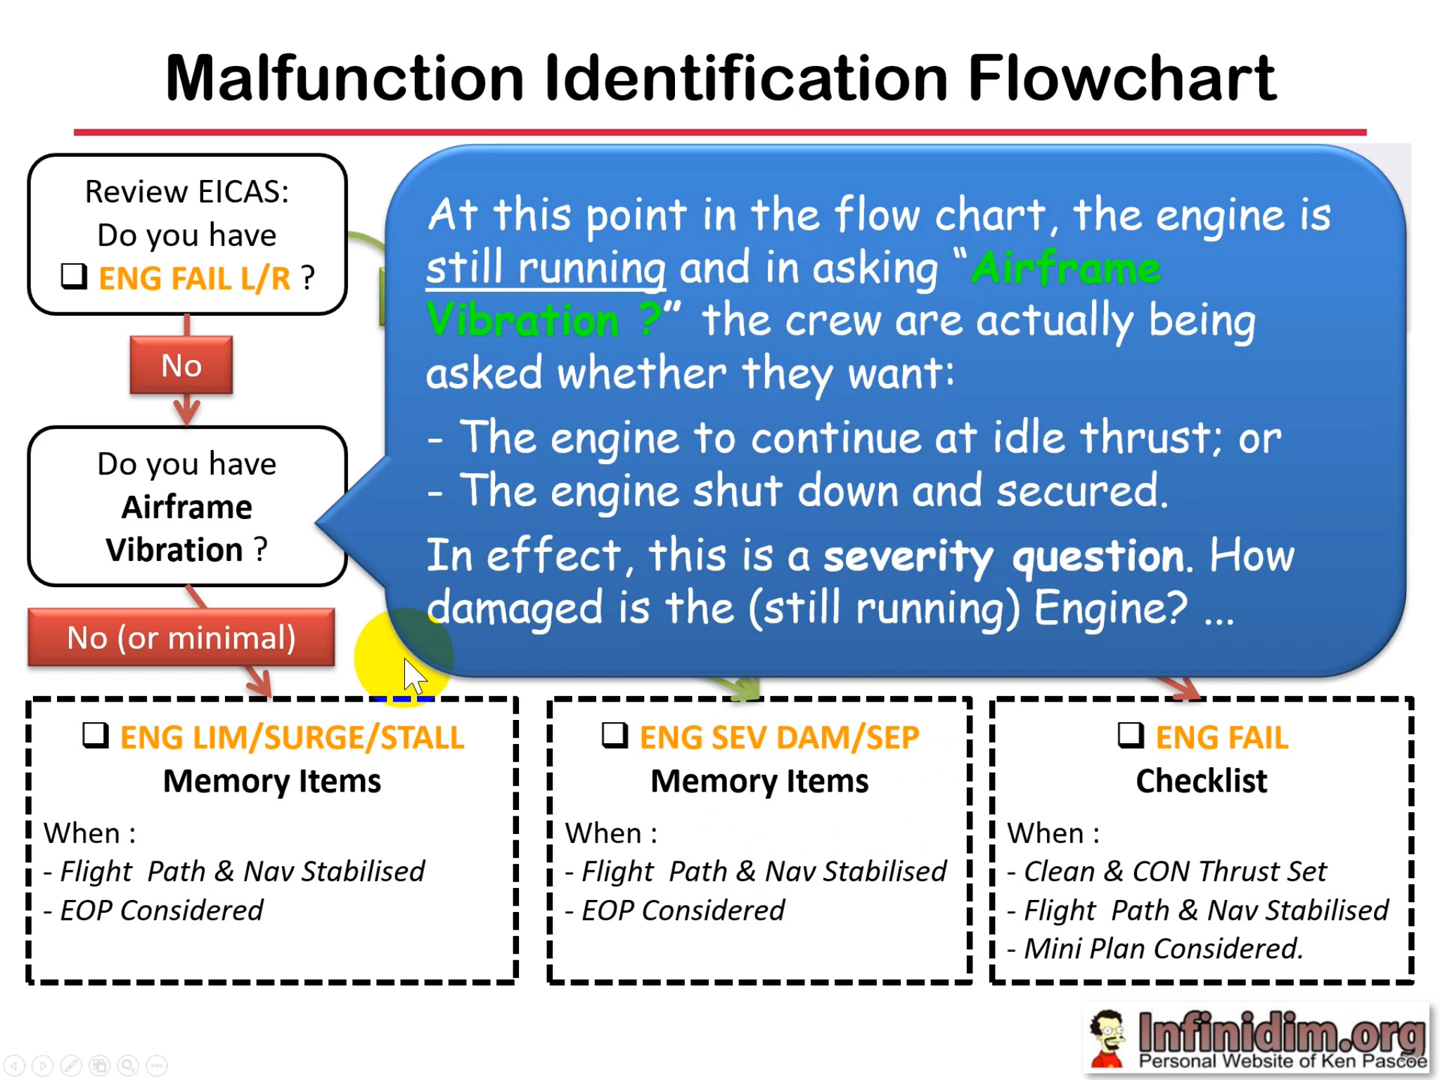 Malfunction Identification Flowchart
Review EICAS:
Do you have
❑ ENG FAIL L/R ?
No
Do you have
Airframe
Vibration ?
No (or minimal)
At this point in the flow chart, the engine is
still running and in asking “Airframe
Vibration ?” the crew are actually being
asked whether they want:
- The engine to continue at idle thrust; or
- The engine shut down and secured.
In effect, this is a severity question. How
damaged is the (still running) Engine? ...
❑ ENG LIM/SURGE/STALL
Memory Items
When :
- Flight Path & Nav Stabilised
- EOP Considered
❑ ENG SEV DAM/SEP
Memory Items
When :
- Flight Path & Nav Stabilised
- EOP Considered
❑ ENG FAIL
Checklist
When :
- Clean & CON Thrust Set
- Flight Path & Nav Stabilised
- Mini Plan Considered.
Infinidim.org
Personal Website of Ken Pascoe